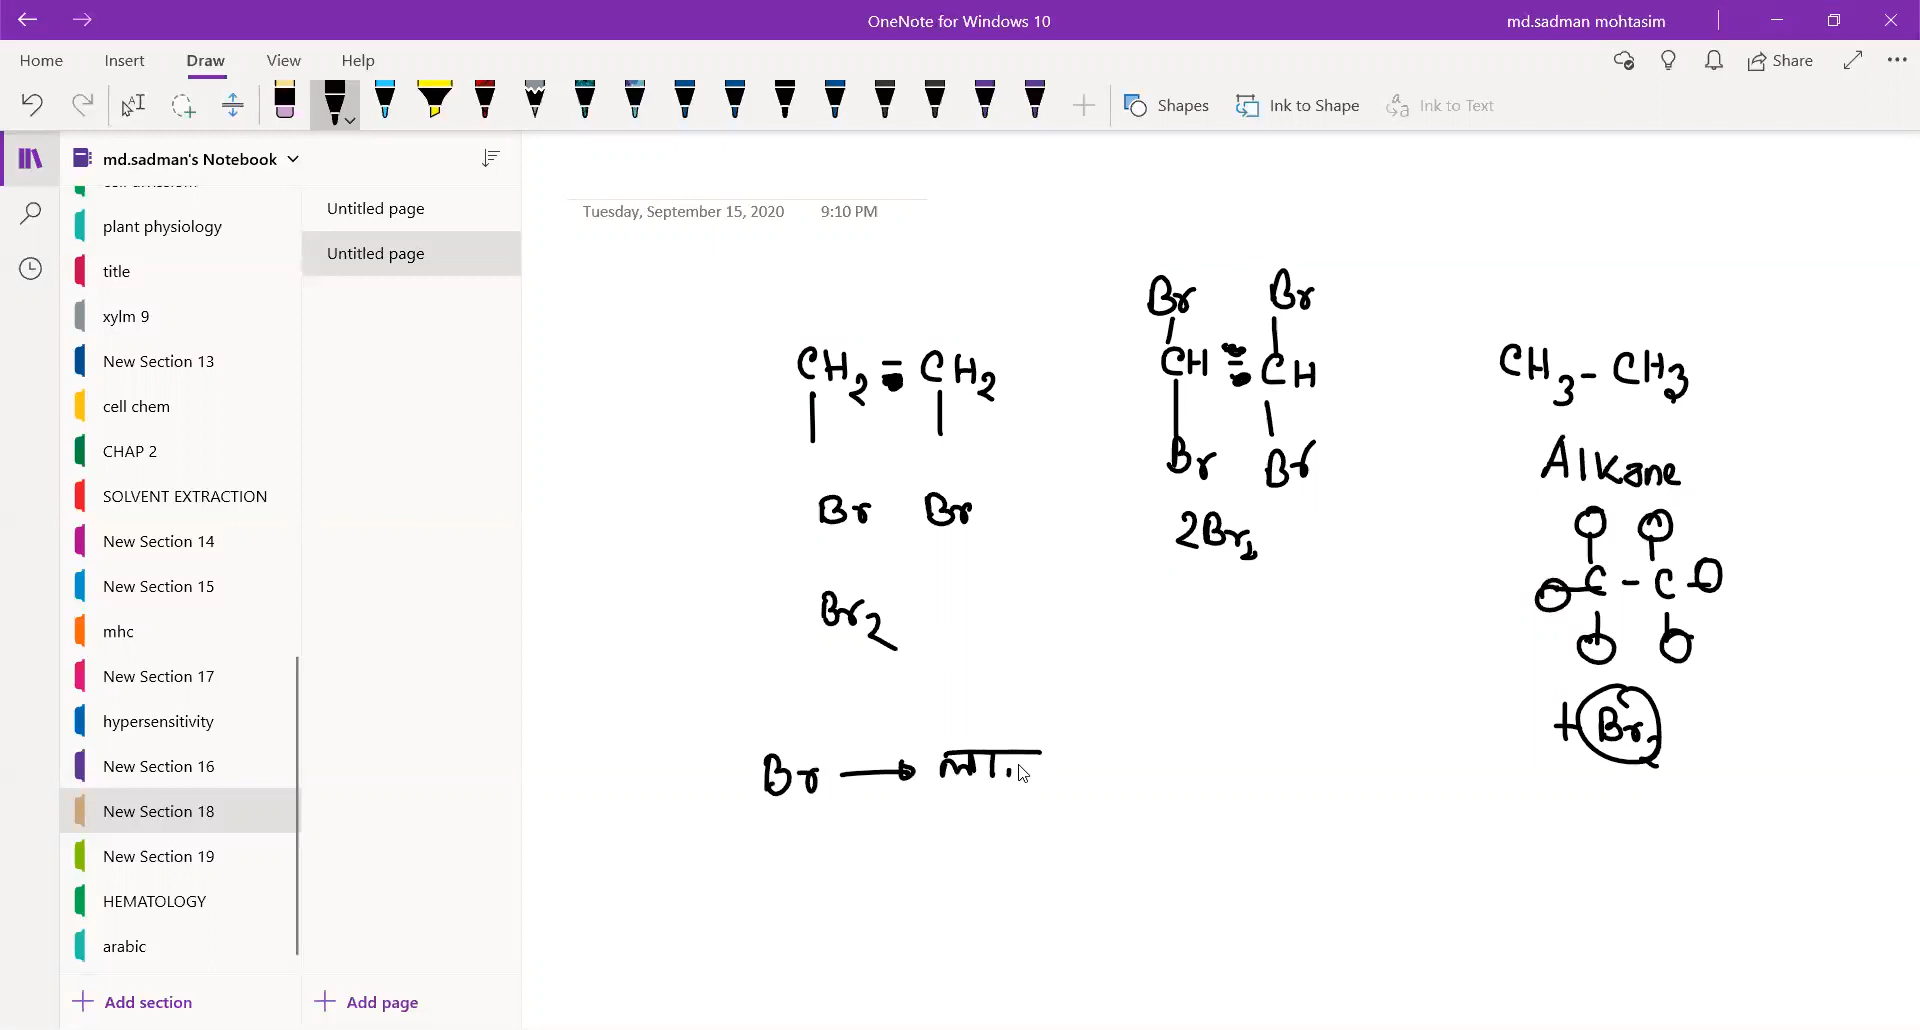 OneNote for Windows 10
md.sadman mohtasim
Home Insert Draw View Help
Share
Shapes Ink to Shape Ink to Text
md.sadman's Notebook
plant physiology
title
xylm 9
New Section 13
cell chem
CHAP 2
SOLVENT EXTRACTION
New Section 14
New Section 15
mhc
New Section 17
hypersensitivity
New Section 16
New Section 18
New Section 19
HEMATOLOGY
arabic
Add section
Untitled page
Untitled page
Add page
Tuesday, September 15, 2020 9:10 PM
CH2 = CH2
Br Br
Br2
Br Br
CH ≡ CH
Br Br
2Br2
CH3 - CH3
Alkane
C - C
+ Br2
Br →